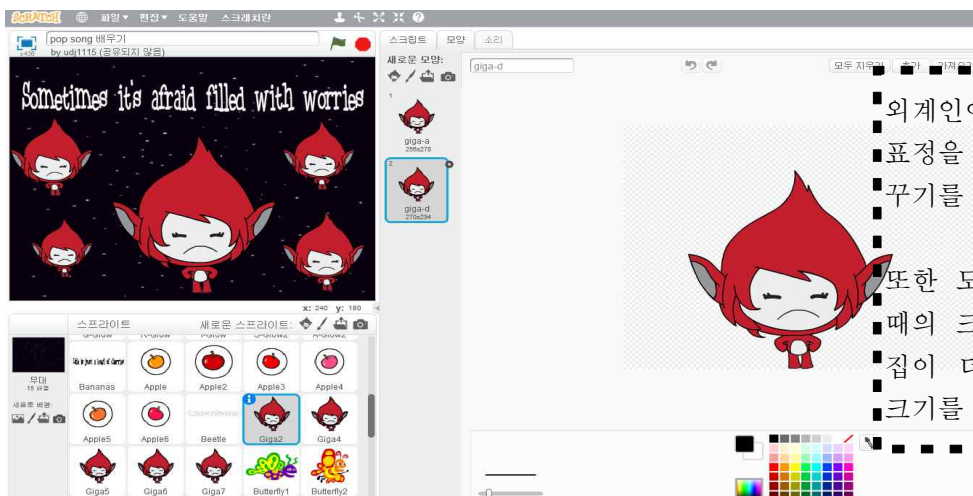 SCRATCH 파일▼ 편집▼ 도움말 스크래치란
v436 pop song 배우기
by udj1115 (공유되지 않음)
Sometimes it's afraid filled with worries
x: 240 y: 180
스프라이트 새로운 스프라이트:
무대
새로운 배경:
Bananas Apple Apple2 Apple3 Apple4
Apple5 Apple6 Beetle Giga2 Giga4
Giga5 Giga6 Giga7 Butterfly1 Butterfly2
스크립트 모양 소리
새로운 모양:
1
giga-a
256x278
2
giga-d
270x294
giga-d 모두 지우기 추가
외계인
표정을
꾸기를
또한
때의
집이
크기를